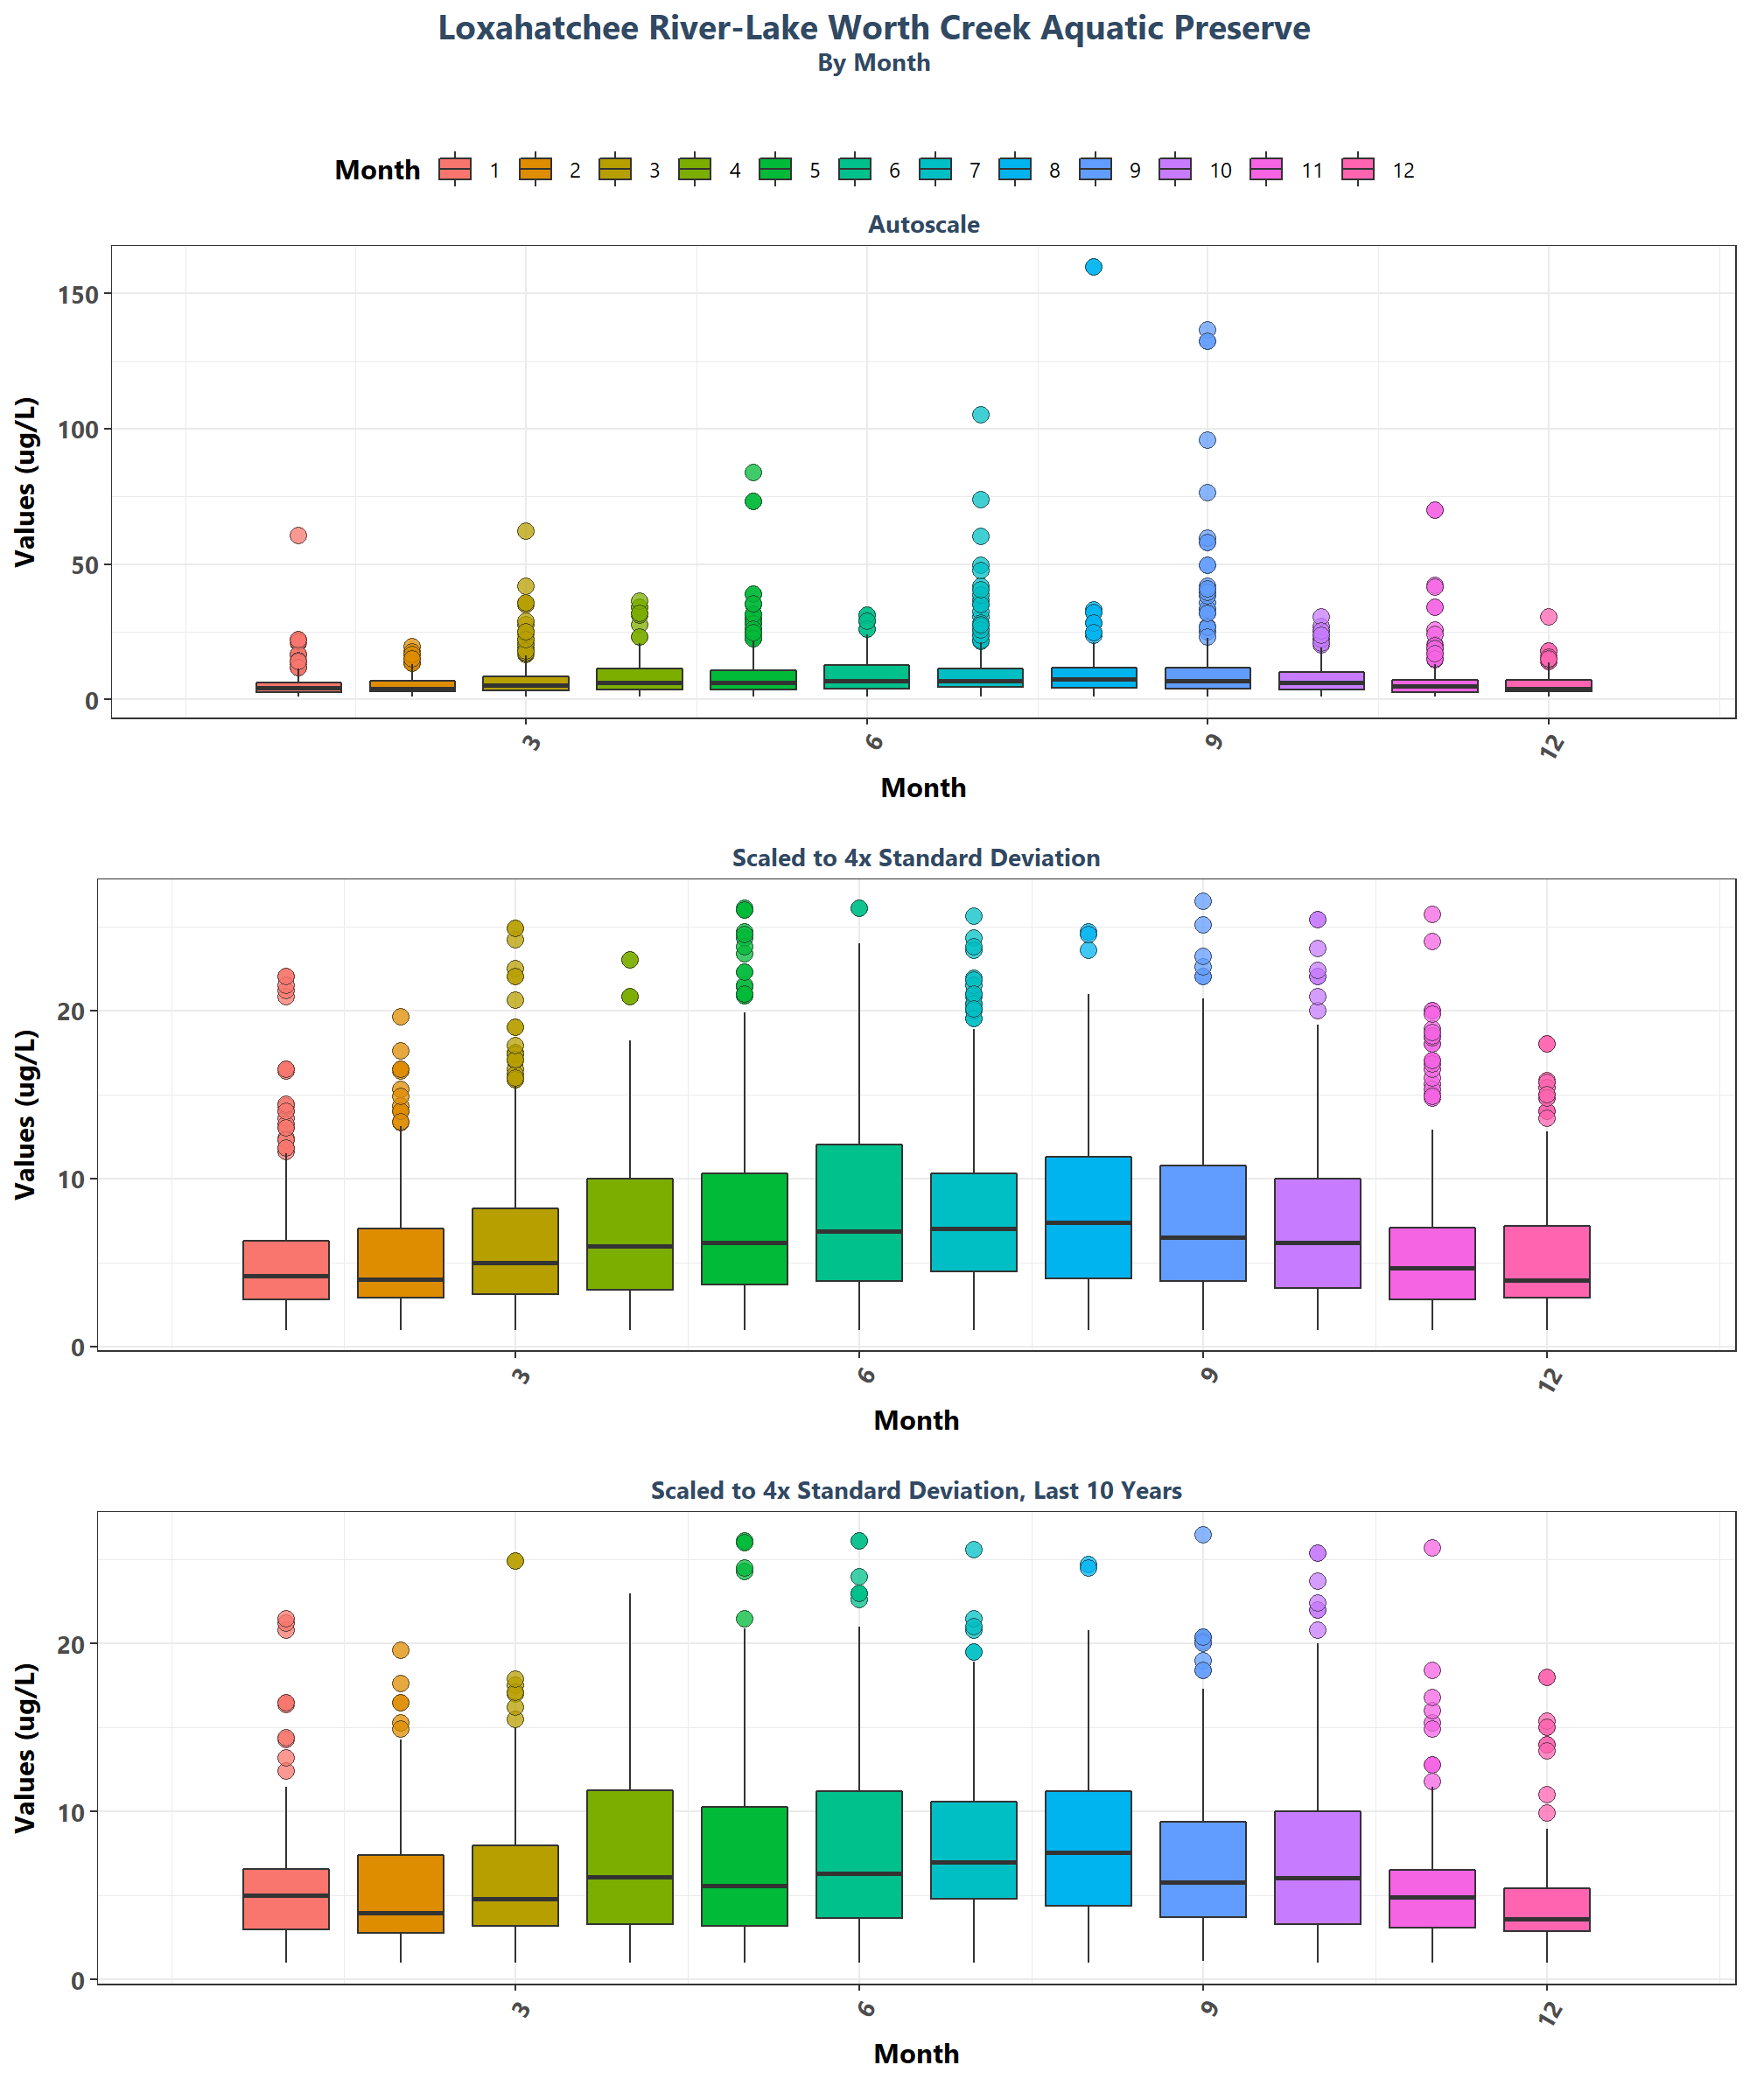 Loxahatchee River-Lake Worth Creek Aquatic Preserve
By Month
Month 1 2 3 4 5 6 7 8 9 10 11 12
Autoscale
Values (ug/L)
150
100
50
0
3 6 9 12
Month
Scaled to 4x Standard Deviation
Values (ug/L)
20
10
0
3 6 9 12
Month
Scaled to 4x Standard Deviation, Last 10 Years
Values (ug/L)
20
10
0
3 6 9 12
Month